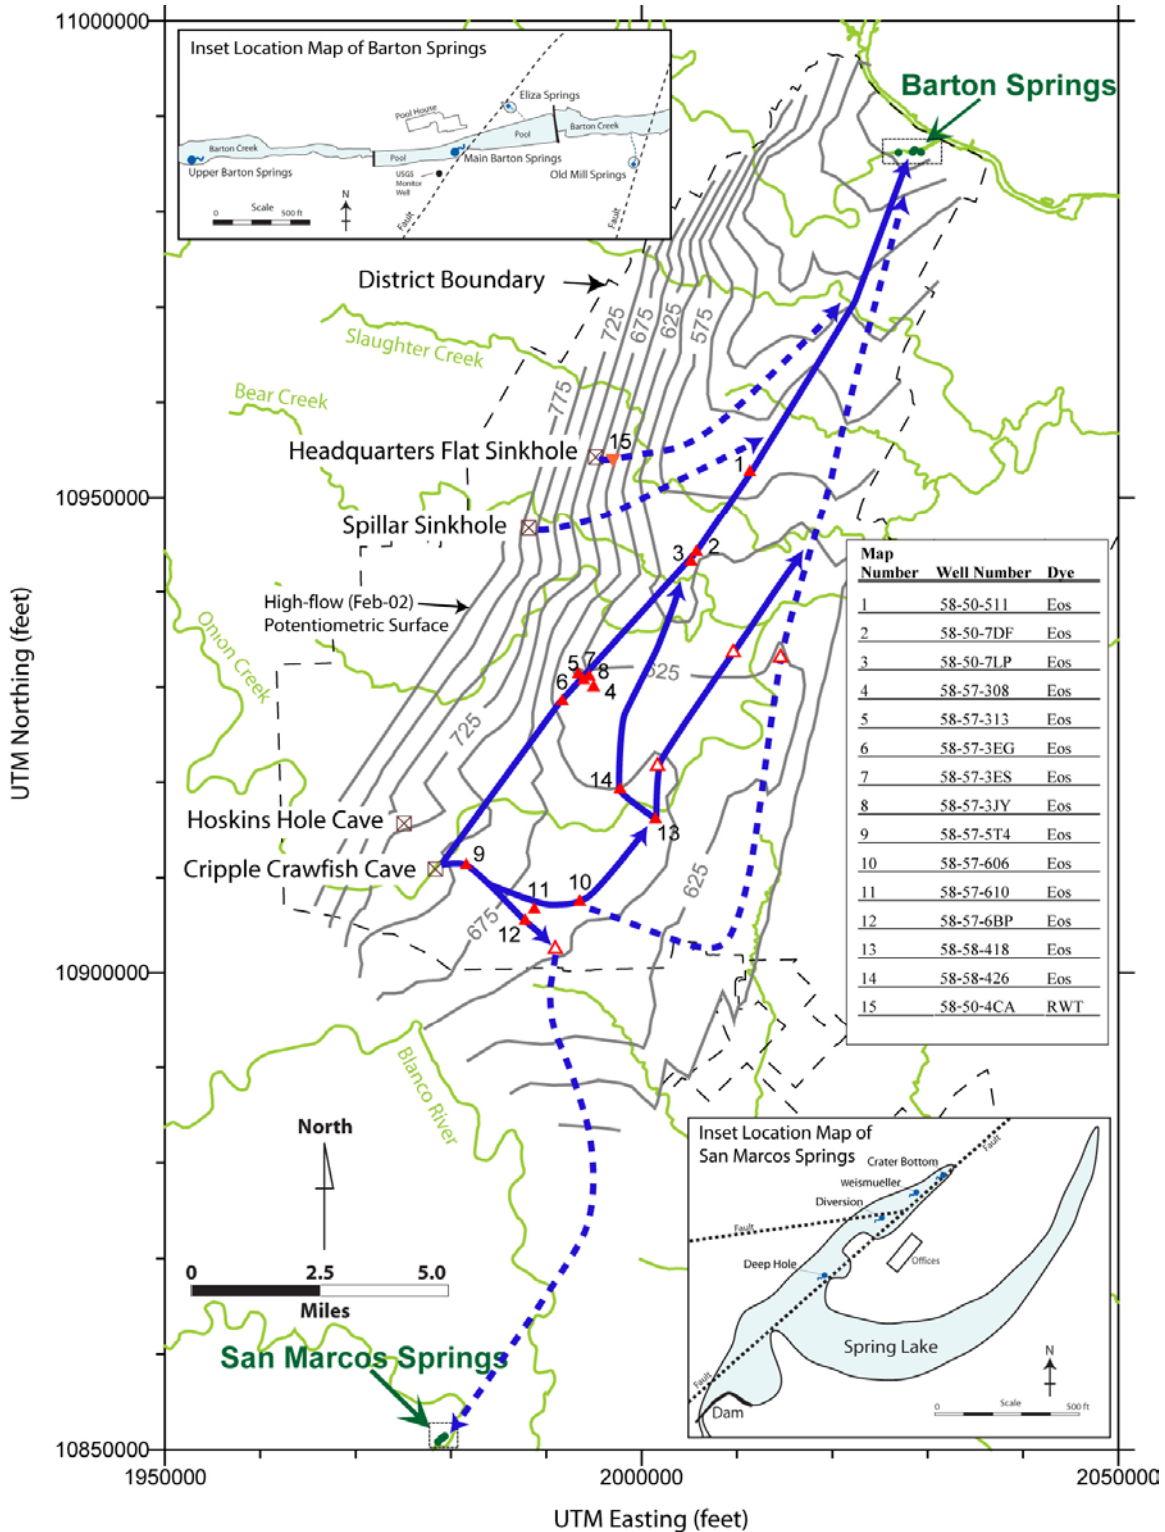 11000000
10950000
10900000
10850000
UTM Northing (feet)
1950000
2000000
2050000
UTM Easting (feet)
Inset Location Map of Barton Springs
Pool House
Eliza Springs
Barton Creek
Pool
Barton Creek
Pool
Main Barton Springs
Upper Barton Springs
USGS
Monitor
Well
Old Mill Springs
Scale
0 500 ft
N
Fault
Fault
Barton Springs
District Boundary
725
675
625
575
775
Slaughter Creek
Bear Creek
Headquarters Flat Sinkhole
15
1
Spillar Sinkhole
3
2
High-flow (Feb-02)
Potentiometric Surface
Onion Creek
5
7
8
6
4
625
725
14
13
Hoskins Hole Cave
Cripple Crawfish Cave
9
11
10
12
675
625
Map
Number Well Number Dye
1 58-50-511 Eos
2 58-50-7DF Eos
3 58-50-7LP Eos
4 58-57-308 Eos
5 58-57-313 Eos
6 58-57-3EG Eos
7 58-57-3ES Eos
8 58-57-3JY Eos
9 58-57-5T4 Eos
10 58-57-606 Eos
11 58-57-610 Eos
12 58-57-6BP Eos
13 58-58-418 Eos
14 58-58-426 Eos
15 58-50-4CA RWT
Blanco River
North
0 2.5 5.0
Miles
San Marcos Springs
Inset Location Map of
San Marcos Springs
Fault
Crater Bottom
weismueller
Diversion
Fault
Deep Hole
Offices
Spring Lake
Fault
Dam
N
Scale
0 500 ft